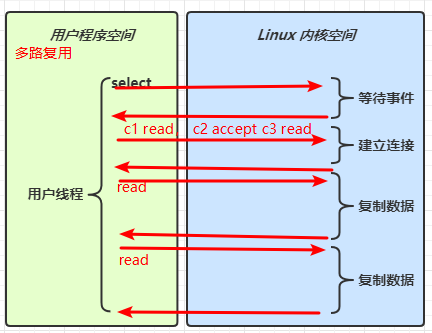 用户程序空间
Linux 内核空间
多路复用
select
等待事件
c1 read
c2 accept c3 read
建立连接
read
用户线程
复制数据
read
复制数据